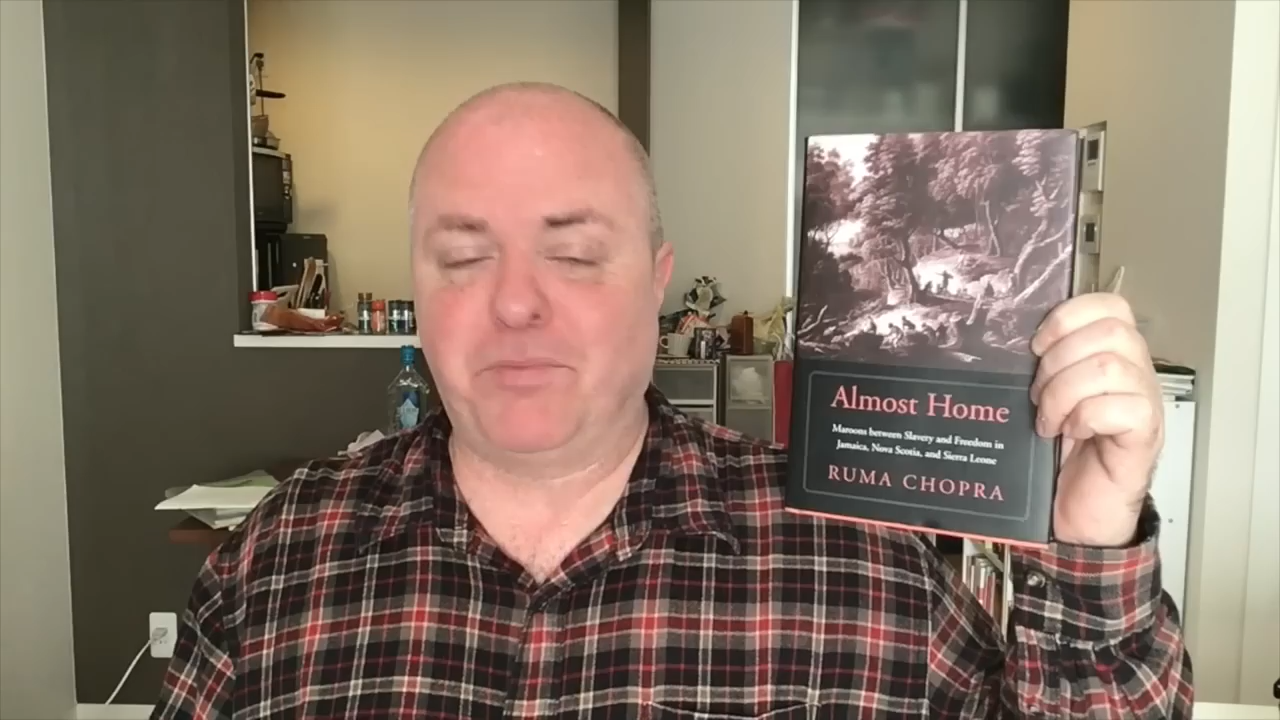 Almost Home
Maroons between Slavery and Freedom in
Jamaica, Nova Scotia, and Sierra Leone
RUMA CHOPRA